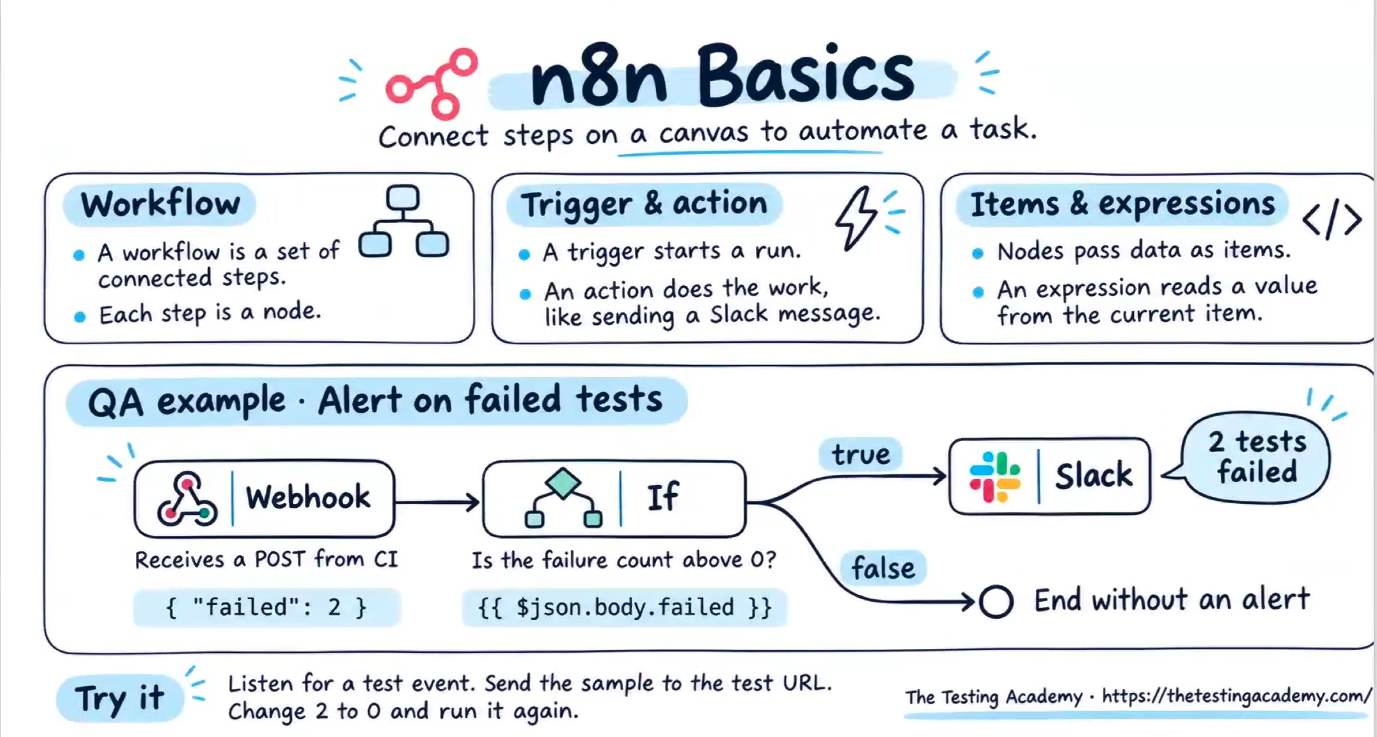 n8n Basics
Connect steps on a canvas to automate a task.
Workflow
A workflow is a set of
connected steps.
Each step is a node.
Trigger & action
A trigger starts a run.
An action does the work,
like sending a Slack message.
Items & expressions
</>
Nodes pass data as items.
An expression reads a value
from the current item.
QA example · Alert on failed tests
Webhook
Receives a POST from CI
{ "failed": 2 }
If
Is the failure count above 0?
{{ $json.body.failed }}
true
Slack
2 tests
failed
false
End without an alert
Try it
Listen for a test event. Send the sample to the test URL.
Change 2 to 0 and run it again.
The Testing Academy · https://thetestingacademy.com/